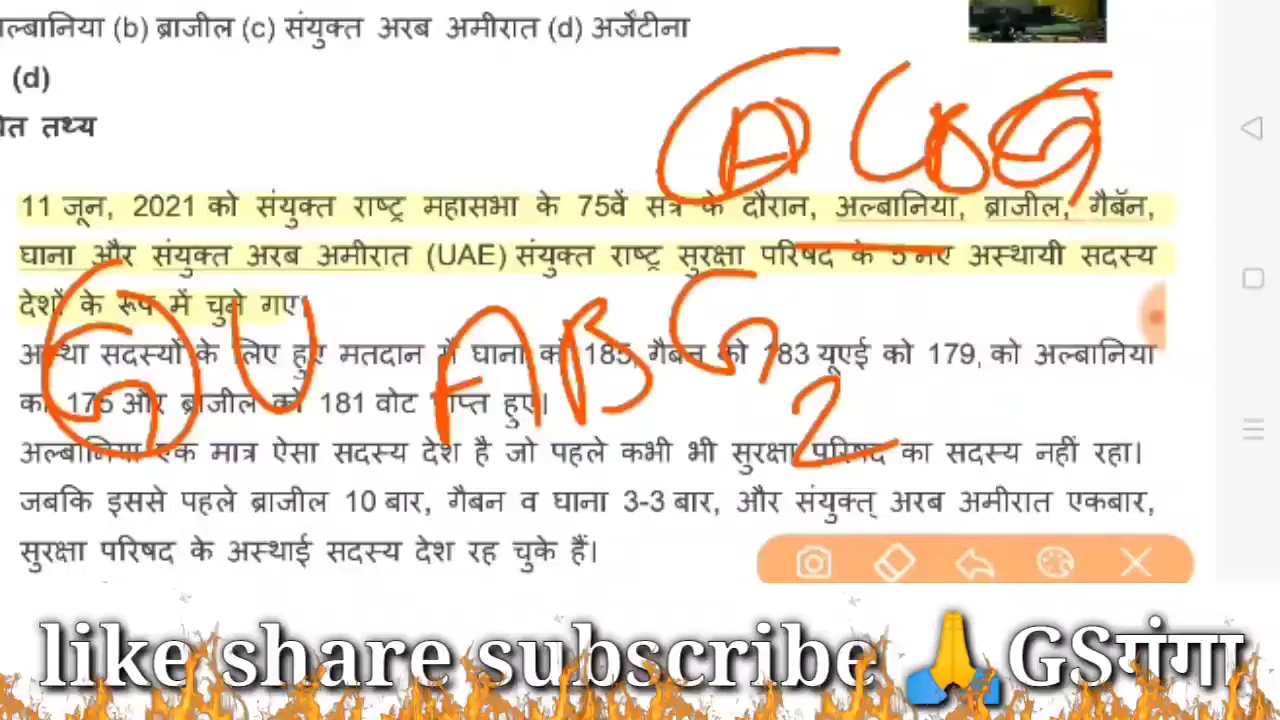 ल्बानिया (b) ब्राजील (c) संयुक्त अरब अमीरात (d) अर्जेंटीना
(d)
तथ्य
11 जून, 2021 को संयुक्त राष्ट्र महासभा के 75वें सत्र के दौरान, अल्बानिया, ब्राजील, गैबॅन,
घाना और संयुक्त अरब अमीरात (UAE) संयुक्त राष्ट्र सुरक्षा परिषद के 5 नए अस्थायी सदस्य
देशों के रूप में चुने गए।
सदस्यों के लिए हुए मतदान में घाना को 185, गैबन को 183 यूएई को 179, को अल्बानिया
175 और ब्राजील को 181 वोट प्राप्त हुए।
अल्बानिया एक मात्र ऐसा सदस्य देश है जो पहले कभी भी सुरक्षा परिषद का सदस्य नहीं रहा।
जबकि इससे पहले ब्राजील 10 बार, गैबन व घाना 3-3 बार, और संयुक्त् अरब अमीरात एकबार,
सुरक्षा परिषद के अस्थाई सदस्य देश रह चुके हैं।
G U A B G 2
like share subscribe 🙏 GSगंगा